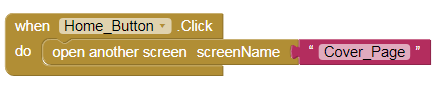 when Home_Button .Click
do open another screen screenName " Cover_Page "